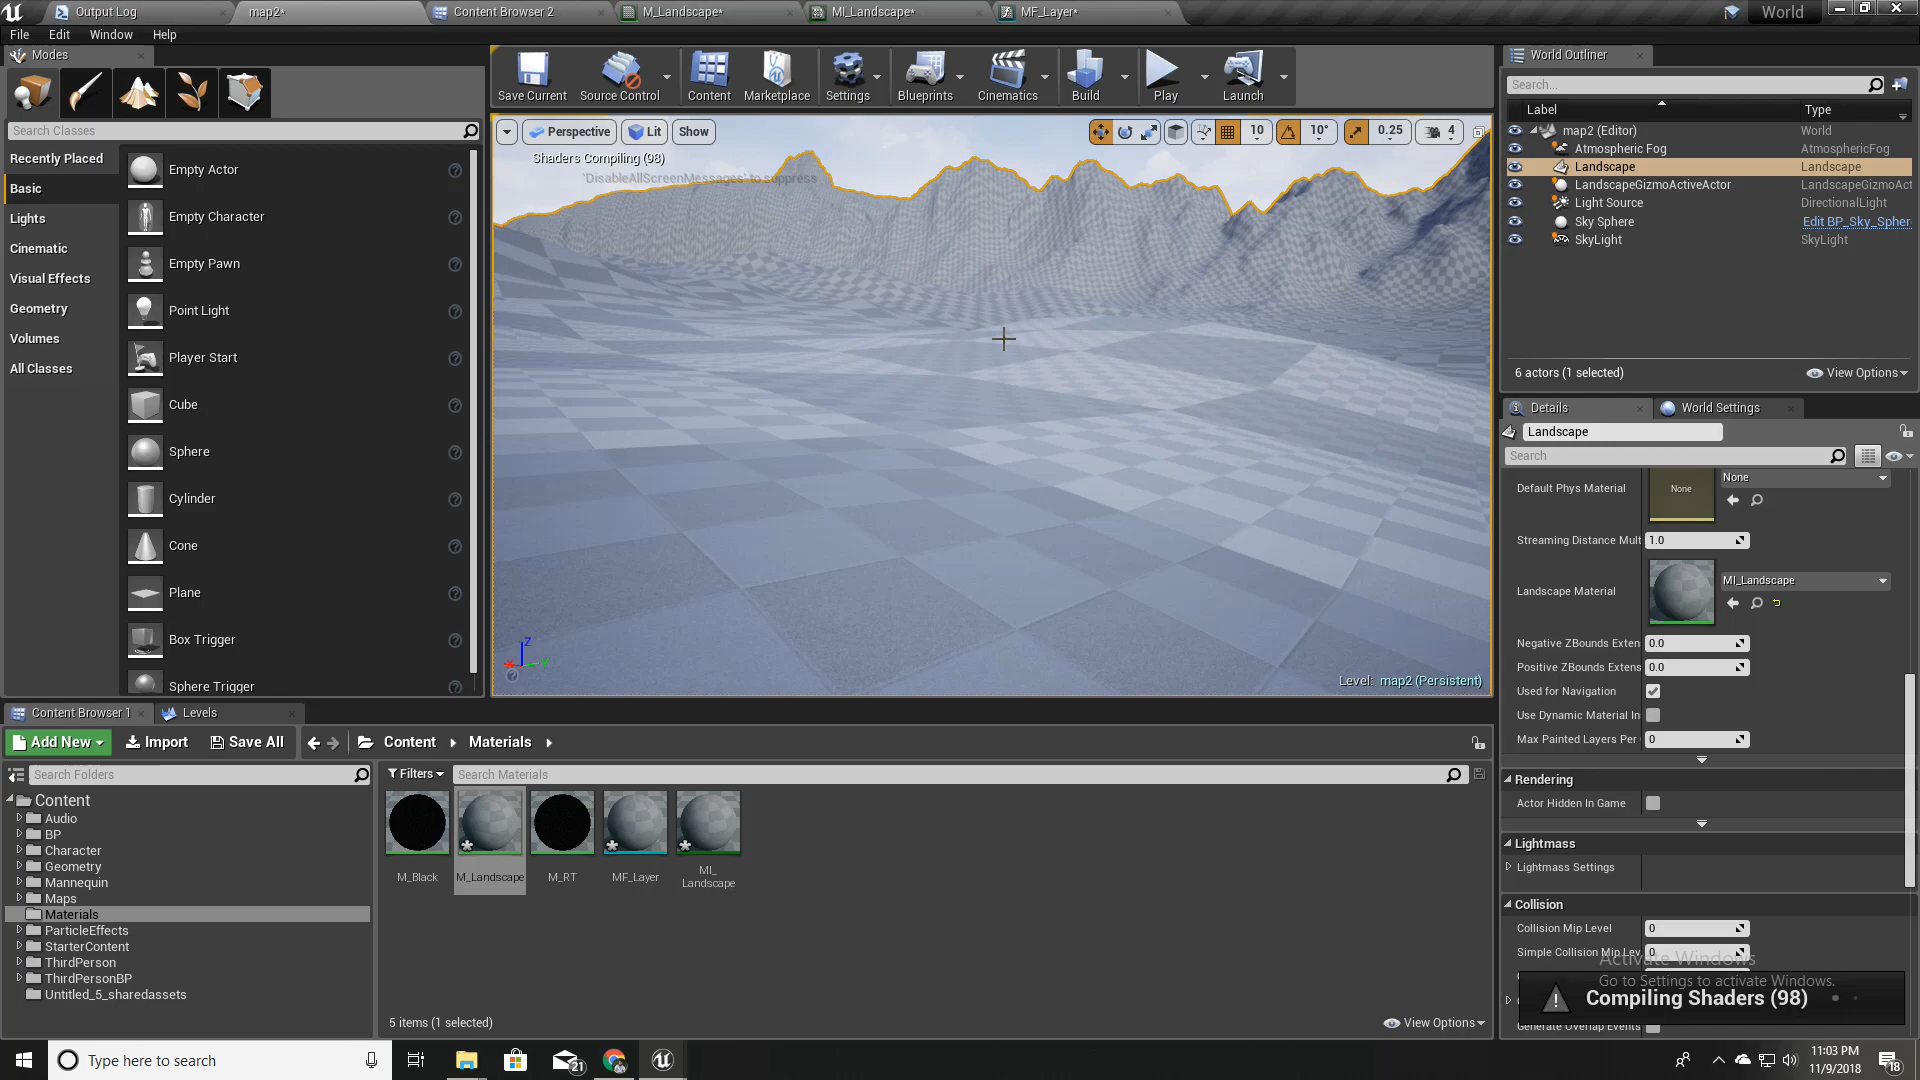 Output Log
map2*
Content Browser 2
M_Landscape*
MI_Landscape*
MF_Layer*
World
File Edit Window Help
Modes
Search Classes
Recently Placed
Basic
Lights
Cinematic
Visual Effects
Geometry
Volumes
All Classes
Empty Actor
Empty Character
Empty Pawn
Point Light
Player Start
Cube
Sphere
Cylinder
Cone
Plane
Box Trigger
Sphere Trigger
Save Current
Source Control
Content
Marketplace
Settings
Blueprints
Cinematics
Build
Play
Launch
Perspective
Lit
Show
10
10°
0.25
4
Shaders Compiling (98)
'DisableAllScreenMessages' to suppress
Z
Level: map2 (Persistent)
World Outliner
Search...
Label Type
map2 (Editor) World
Atmospheric Fog AtmosphericFog
Landscape Landscape
LandscapeGizmoActiveActor LandscapeGizmoAct
Light Source DirectionalLight
Sky Sphere Edit BP_Sky_Spher
SkyLight SkyLight
6 actors (1 selected)
View Options
Details
World Settings
Landscape
Search
Default Phys Material
None
None
Streaming Distance Mult 1.0
Landscape Material
MI_Landscape
Negative ZBounds Exten 0.0
Positive ZBounds Extens 0.0
Used for Navigation
Use Dynamic Material In
Max Painted Layers Per 0
Rendering
Actor Hidden In Game
Lightmass
Lightmass Settings
Collision
Collision Mip Level 0
Simple Collision Mip Lev 0
Activate Windows
Go to Settings to activate Windows.
Compiling Shaders (98)
Generate Overlap Events
Content Browser 1
Levels
Add New
Import
Save All
Content
Materials
Search Folders
Filters
Search Materials
Content
Audio
BP
Character
Geometry
Mannequin
Maps
Materials
ParticleEffects
StarterContent
ThirdPerson
ThirdPersonBP
Untitled_5_sharedassets
M_Black
M_Landscape
M_RT
MF_Layer
MI_
Landscape
5 items (1 selected)
View Options
Type here to search
21
11:03 PM
11/9/2018
18